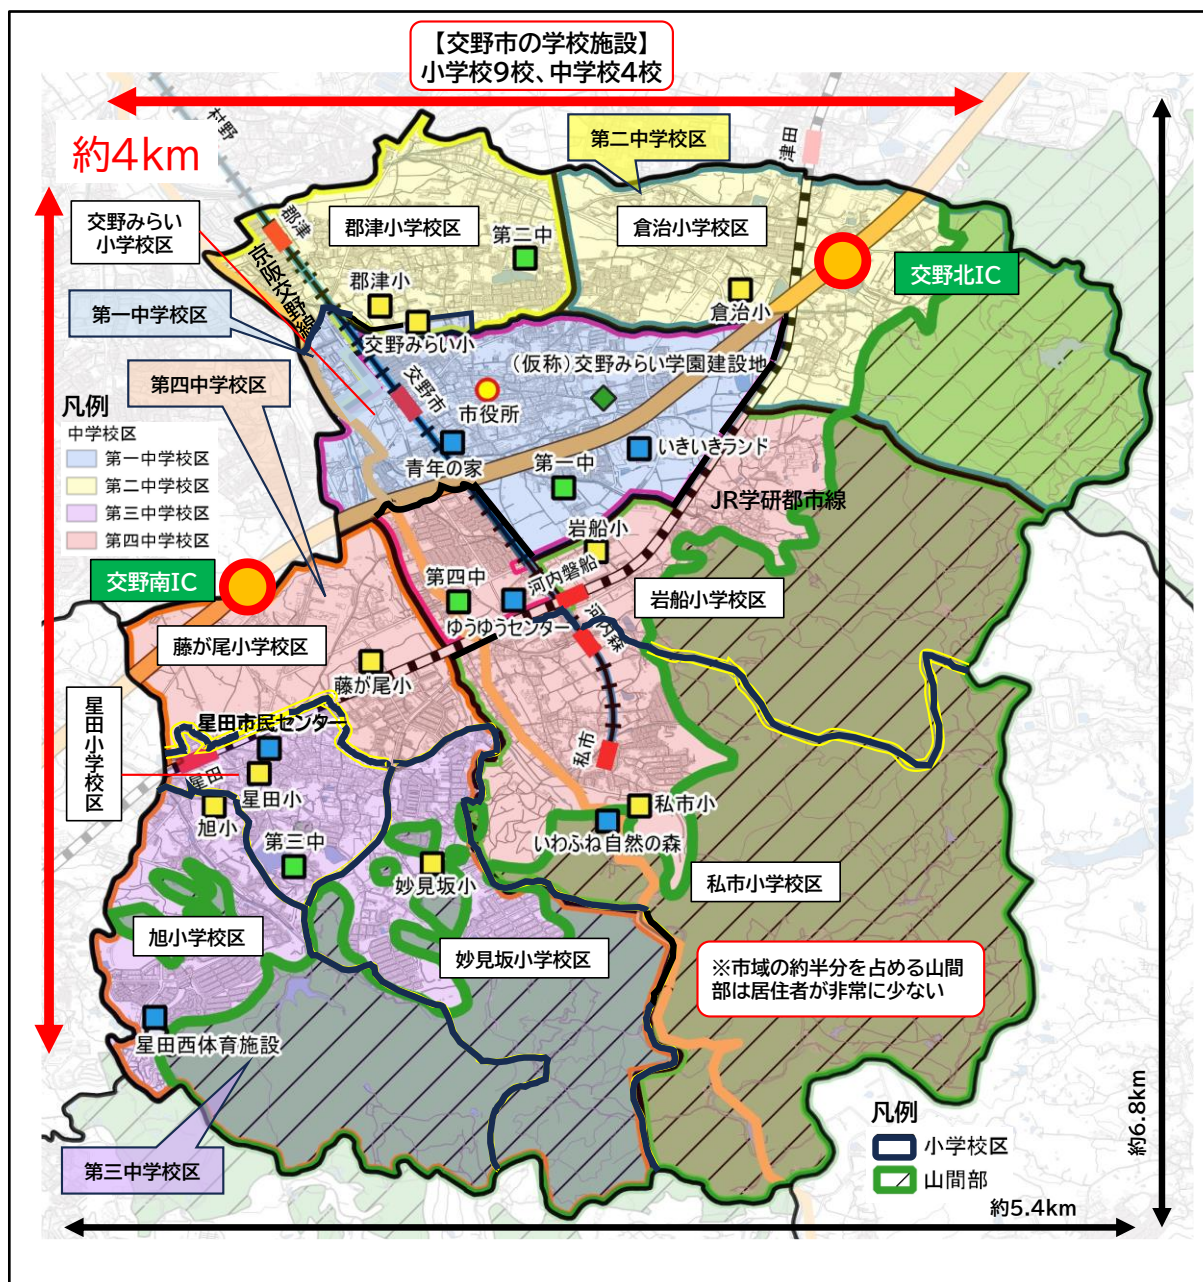 【交野市の学校施設】
小学校9校、中学校4校
約4km
村野
津田
第二中学校区
交野みらい
小学校区
郡津
郡津小学校区
倉治小学校区
第二中
京阪交野線
交野北IC
郡津小
倉治小
第一中学校区
交野みらい小
(仮称)交野みらい学園建設地
第四中学校区
交野市
市役所
凡例
中学校区
第一中学校区
第二中学校区
第三中学校区
第四中学校区
いきいきランド
青年の家
第一中
JR学研都市線
岩船小
交野南IC
第四中
河内磐船
岩船小学校区
ゆうゆうセンター
河内森
藤が尾小学校区
藤が尾小
星田小学校区
星田市民センター
星田
私市
星田小
旭小
私市小
いわふね自然の森
第三中
妙見坂小
私市小学校区
旭小学校区
妙見坂小学校区
※市域の約半分を占める山間
部は居住者が非常に少ない
星田西体育施設
第三中学校区
凡例
小学校区
山間部
約6.8km
約5.4km